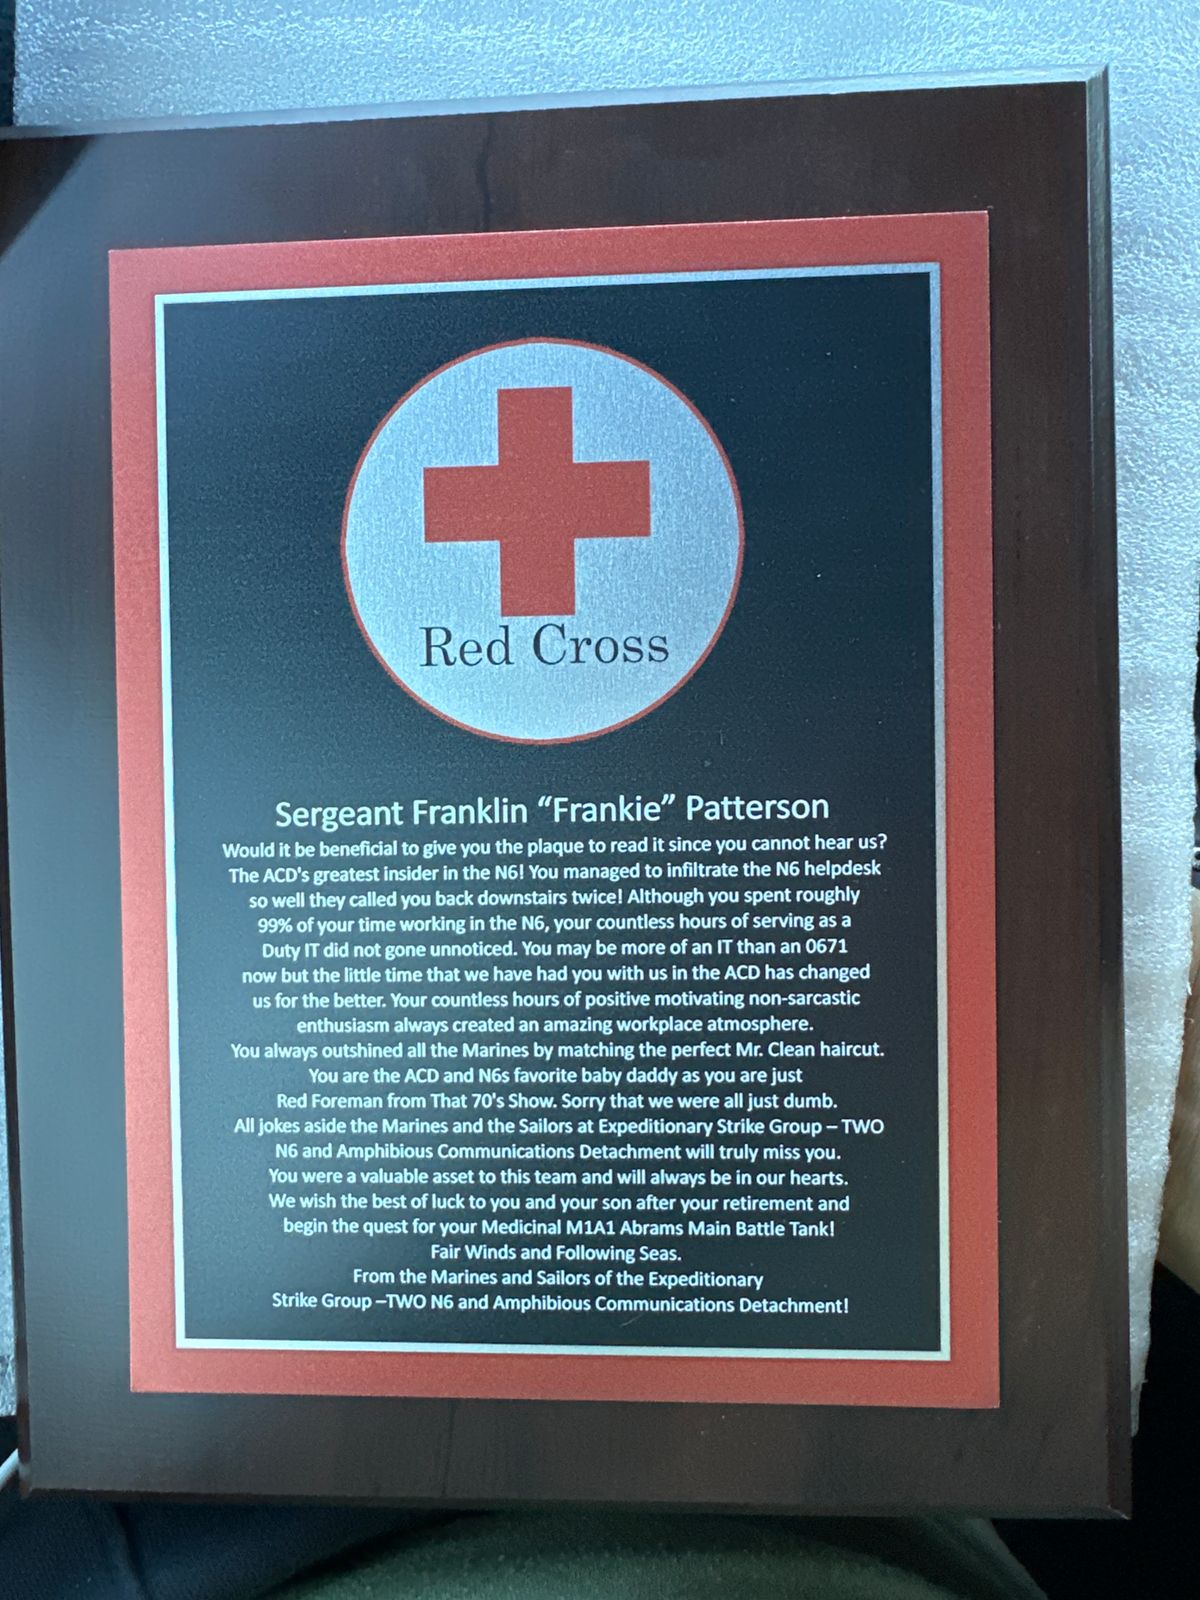 Red Cross
Sergeant Franklin “Frankie” Patterson
Would it be beneficial to give you the plaque to read it since you cannot hear us?
The ACD's greatest insider in the N6! You managed to infiltrate the N6 helpdesk
so well they called you back downstairs twice! Although you spent roughly
99% of your time working in the N6, your countless hours of serving as a
Duty IT did not gone unnoticed. You may be more of an IT than an 0671
now but the little time that we have had you with us in the ACD has changed
us for the better. Your countless hours of positive motivating non-sarcastic
enthusiasm always created an amazing workplace atmosphere.
You always outshined all the Marines by matching the perfect Mr. Clean haircut.
You are the ACD and N6s favorite baby daddy as you are just
Red Foreman from That 70's Show. Sorry that we were all just dumb.
All jokes aside the Marines and the Sailors at Expeditionary Strike Group – TWO
N6 and Amphibious Communications Detachment will truly miss you.
You were a valuable asset to this team and will always be in our hearts.
We wish the best of luck to you and your son after your retirement and
begin the quest for your Medicinal M1A1 Abrams Main Battle Tank!
Fair Winds and Following Seas.
From the Marines and Sailors of the Expeditionary
Strike Group –TWO N6 and Amphibious Communications Detachment!